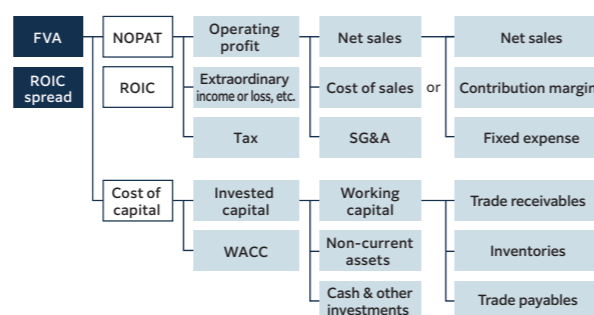 FVA
NOPAT
Operating
profit
Net sales
Net sales
ROIC
spread
ROIC
Extraordinary
income or loss, etc.
Cost of sales
or
Contribution margin
Tax
SG&A
Fixed expense
Cost of
capital
Invested
capital
Working
capital
Trade receivables
WACC
Non-current
assets
Inventories
Cash & other
investments
Trade payables